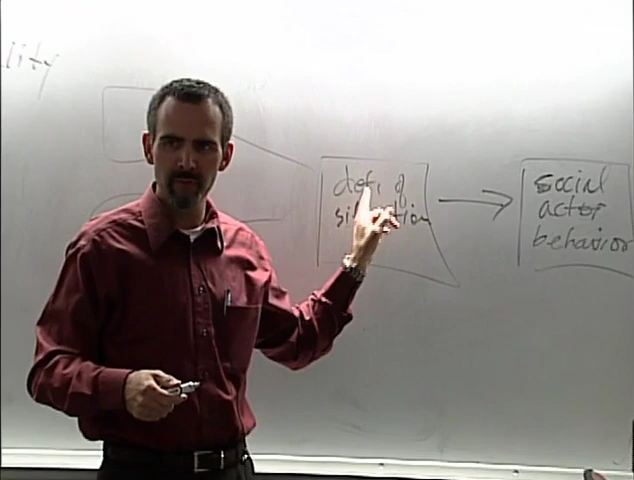 lity
def. of
situation
social
actor
behavior